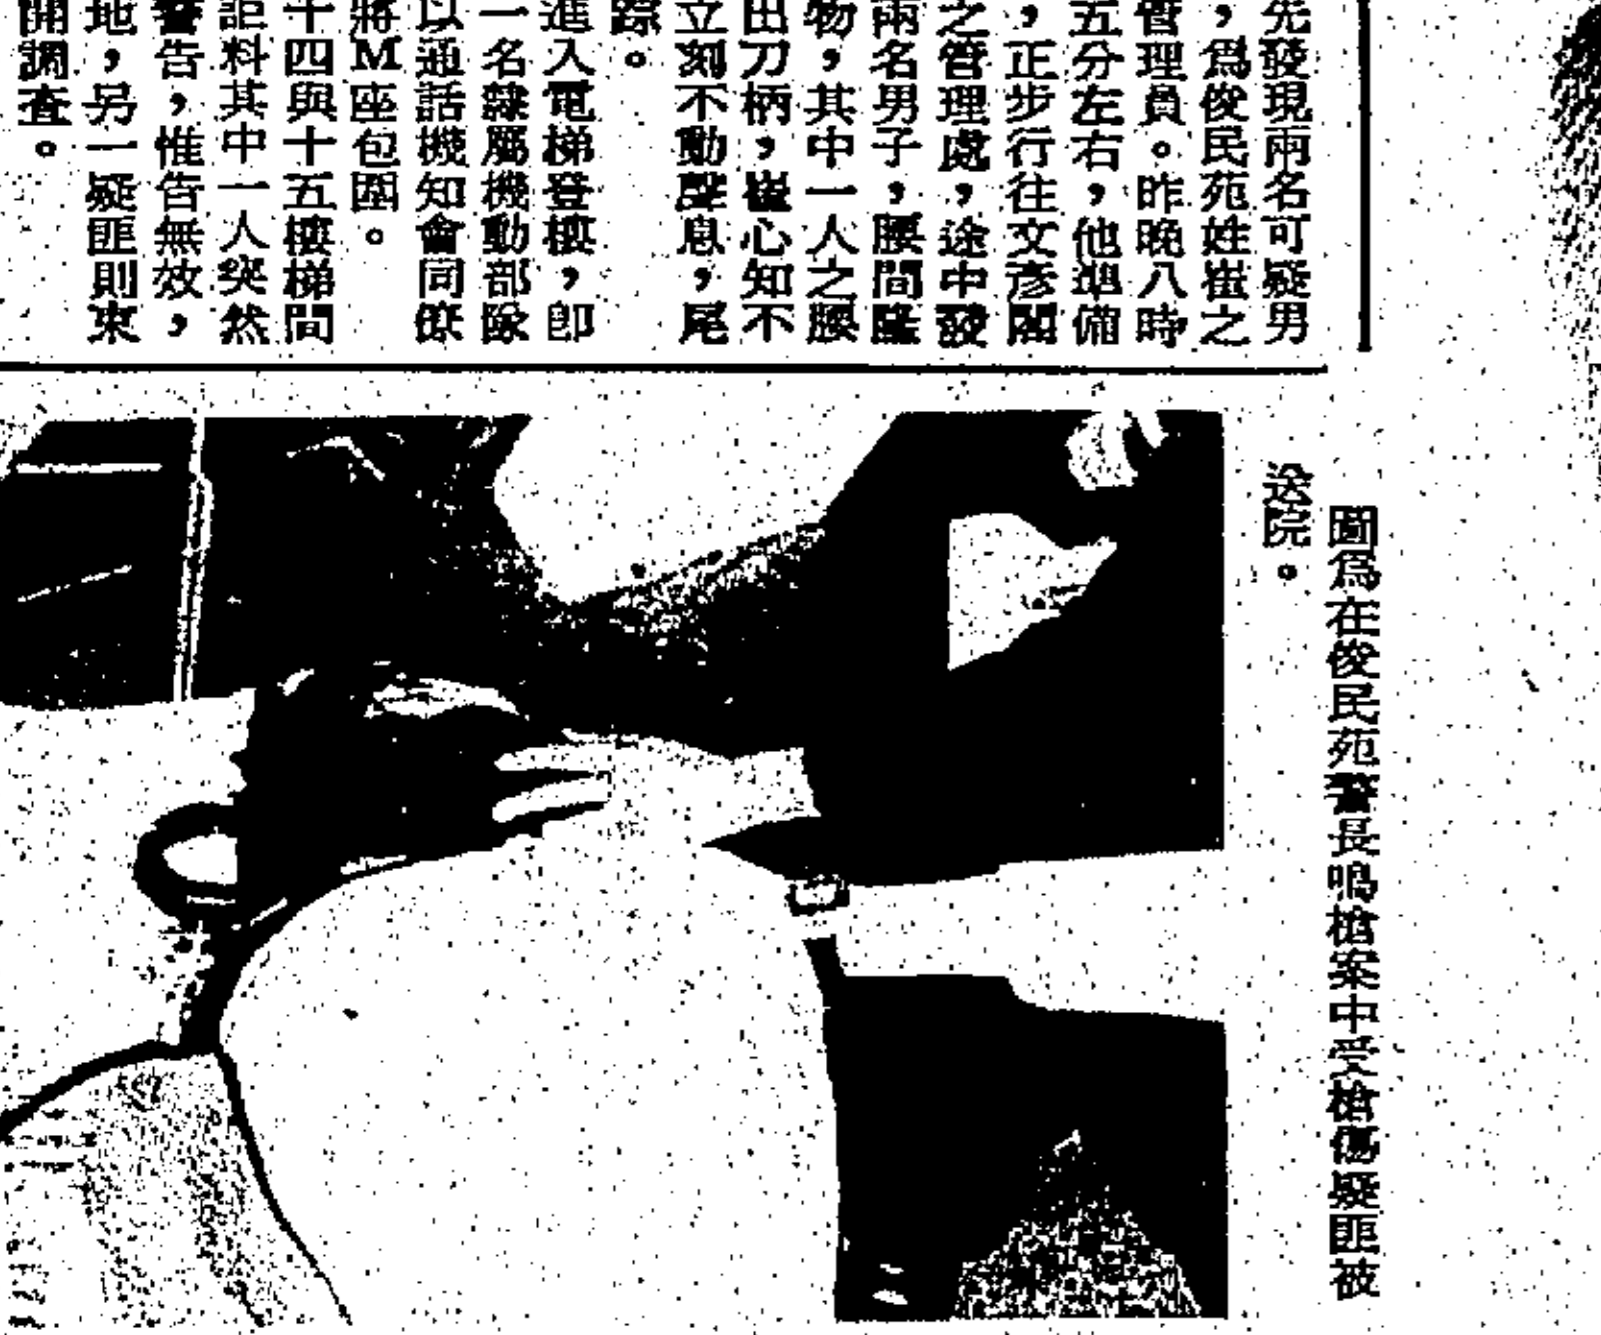 先發現兩名可疑男
,爲俊民苑姓崔之
管理員。昨晚八時
五分左右,他準備
,正步行往文彥閣
之管理處,途中發
兩名男子,腰間隆
物,其中一人之腰
出刀柄,崔心知不
立刻不動聲息,尾
踪。
進入電梯登樓,卽
一名隸屬機動部隊
以通話機知會同僚
將M座包圍。
十四與十五樓梯間
詎料其中一人突然
警告,惟告無效,
地,另一疑匪則束
開調查。
圖爲在俊民苑警長鳴槍案中受槍傷疑匪被
送院。